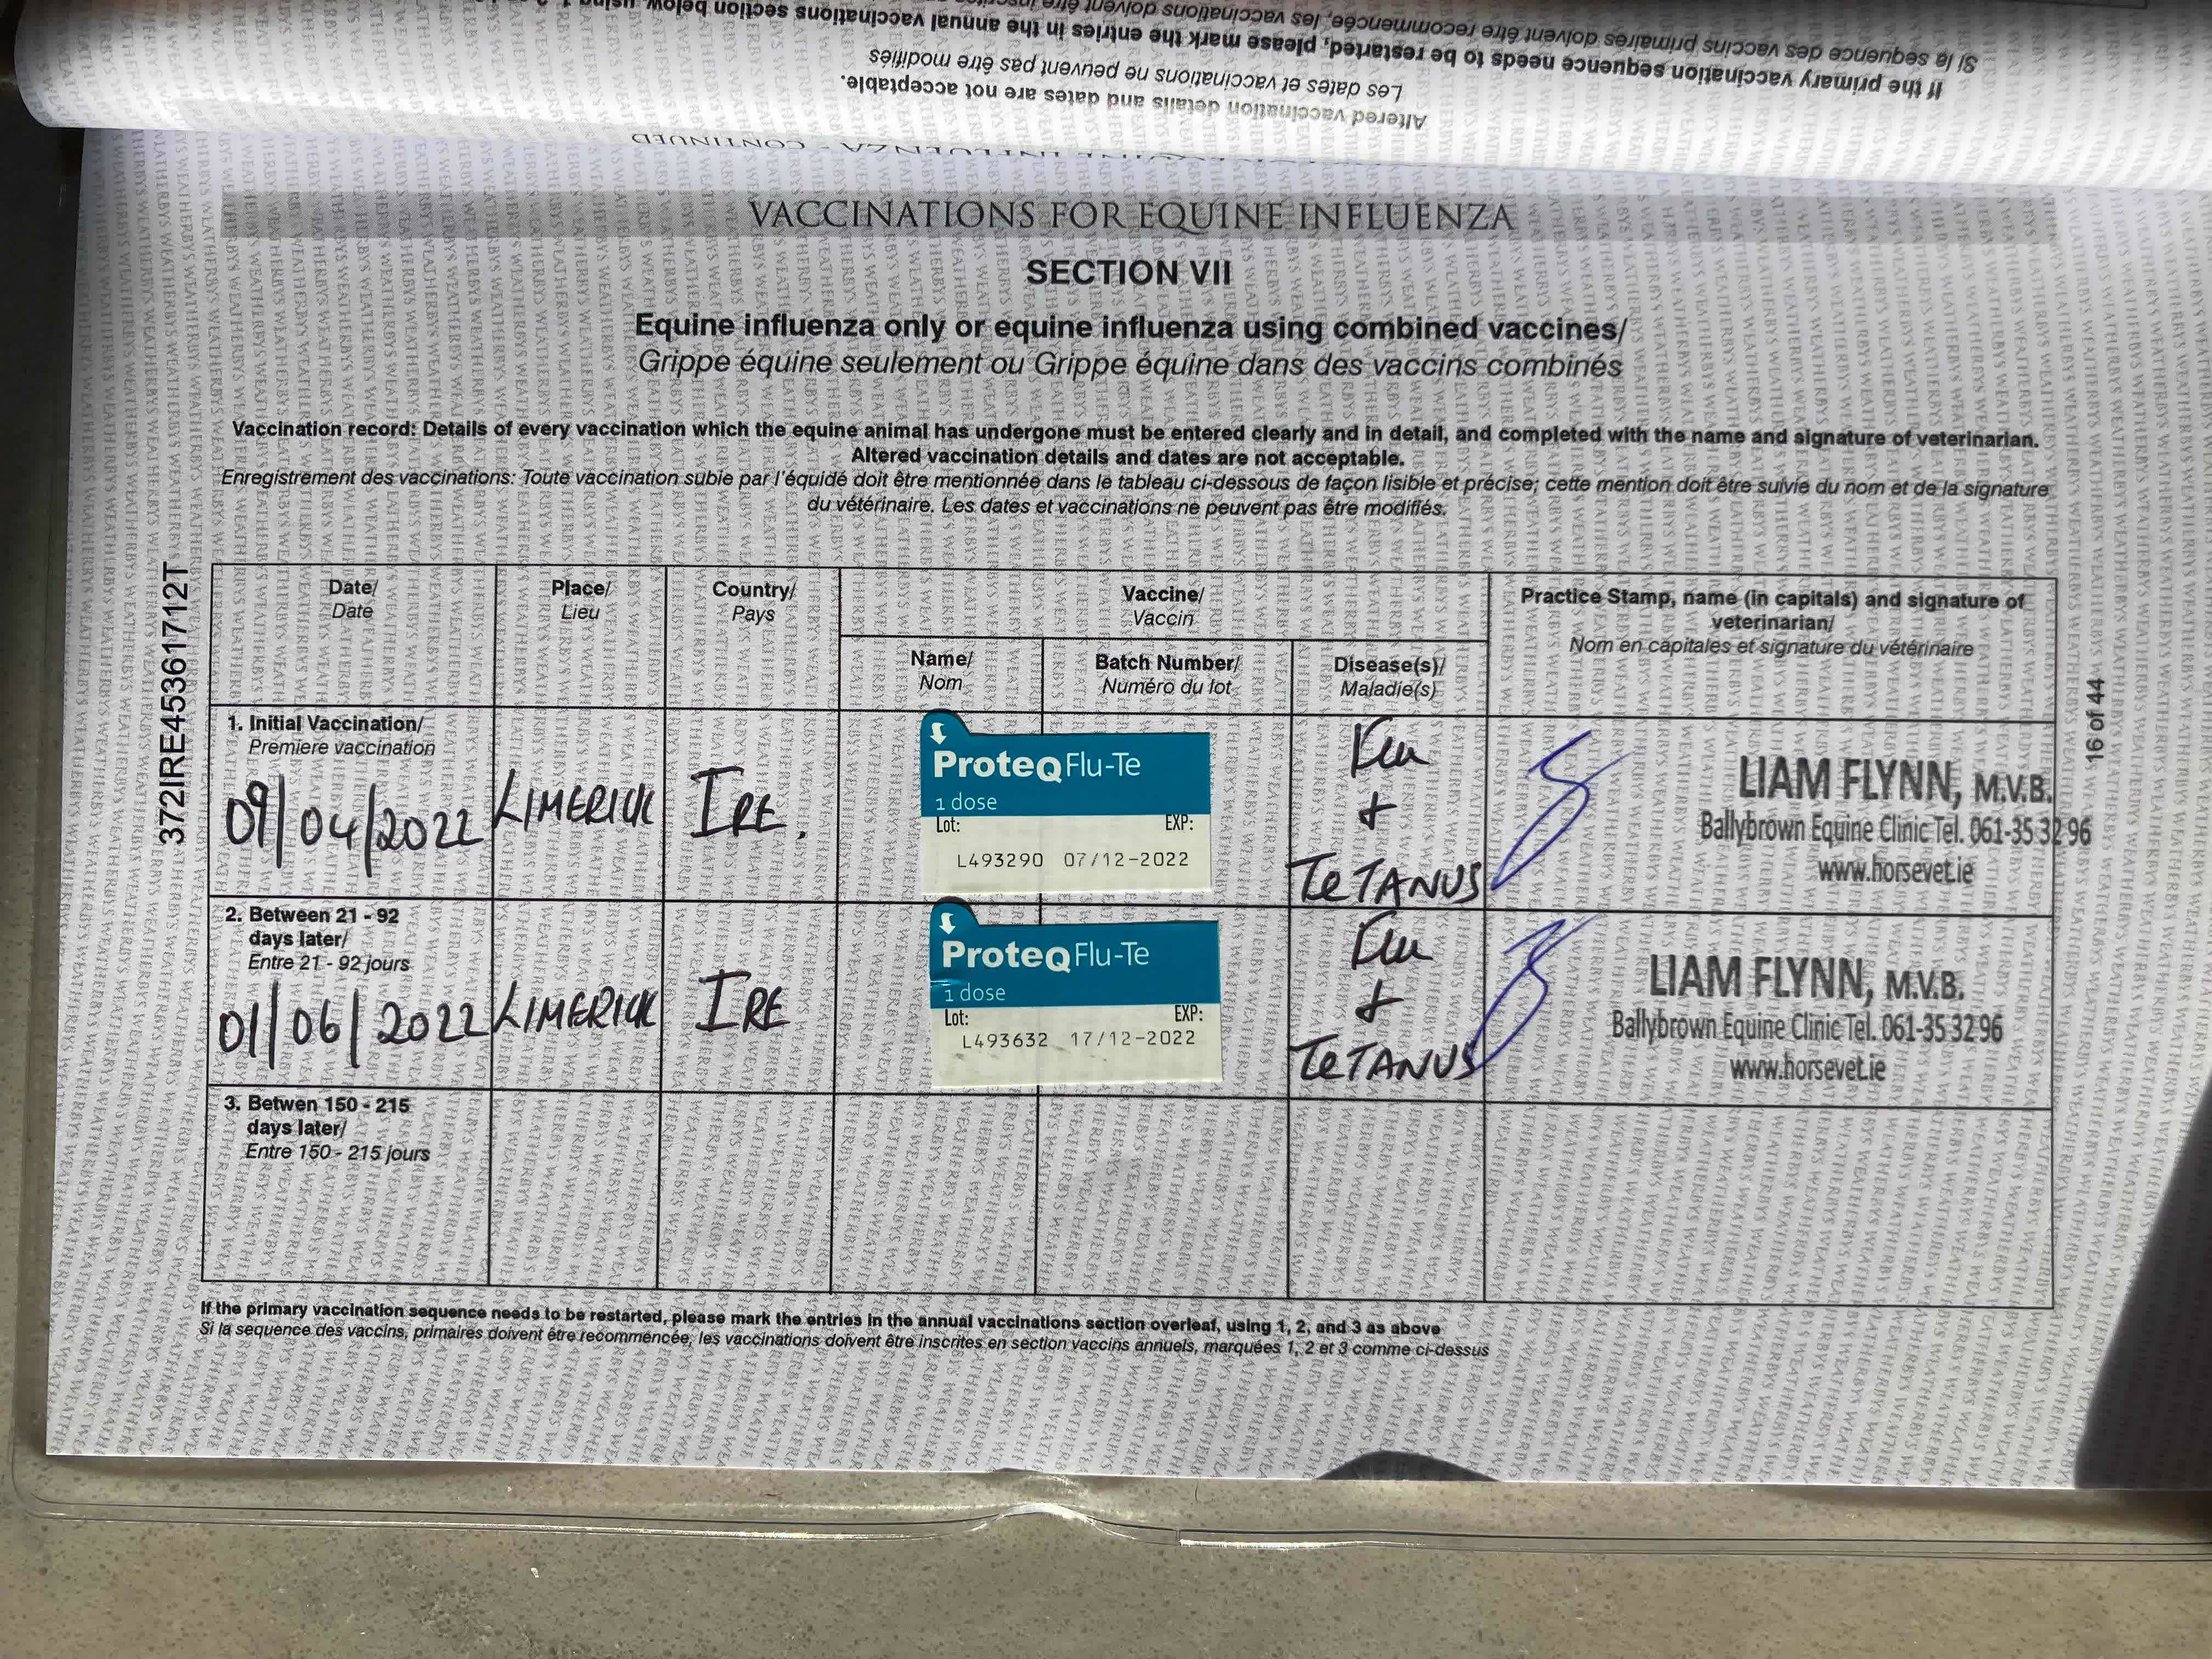 Si la sequence des vaccins primaires doivent être recommencée, les vaccinations doivent être
If the primary vaccination sequence needs to be restarted, please mark the entries in the annual vaccinations section below, using 1, 2
Les dates et vaccinations ne peuvent pas être modifiés
Altered vaccination details and dates are not acceptable.
VACCINATIONS FOR EQUINE INFLUENZA
SECTION VII
Equine influenza only or equine influenza using combined vaccines/
Grippe équine seulement ou Grippe équine dans des vaccins combinés
Vaccination record: Details of every vaccination which the equine animal has undergone must be entered clearly and in detail, and completed with the name and signature of veterinarian.
Altered vaccination details and dates are not acceptable.
Enregistrement des vaccinations: Toute vaccination subie par l'équidé doit être mentionnée dans le tableau ci-dessous de façon lisible et précise; cette mention doit être suivie du nom et de la signature
du vétérinaire. Les dates et vaccinations ne peuvent pas être modifiés.
372IRE453617712T
16 of 44
Date/
Date
Place/
Lieu
Country/
Pays
Vaccine/
Vaccin
Practice Stamp, name (in capitals) and signature of
veterinarian/
Nom en capitales et signature du vétérinaire
Name/
Nom
Batch Number/
Numéro du lot
Disease(s)/
Maladie(s)
1. Initial Vaccination/
Premiere vaccination
09/04/2022
LIMERICK
IRE.
ProteqFlu-Te
1 dose
Lot: EXP:
L493290 07/12-2022
Flu
+
TeTANUS
LIAM FLYNN, M.V.B.
Ballybrown Equine Clinic Tel. 061-35 32 96
www.horsevet.ie
2. Between 21 - 92
days later/
Entre 21 - 92 jours
01/06/2022
LIMERICK
IRE
ProteqFlu-Te
1 dose
Lot: EXP:
L493632 17/12-2022
Flu
+
TeTANUS
LIAM FLYNN, M.V.B.
Ballybrown Equine Clinic Tel. 061-35 32 96
www.horsevet.ie
3. Betwen 150 - 215
days later/
Entre 150 - 215 jours
If the primary vaccination sequence needs to be restarted, please mark the entries in the annual vaccinations section overleaf, using 1, 2, and 3 as above
Si la sequence des vaccins, primaires doivent être recommencée, les vaccinations doivent être inscrites en section vaccins annuels, marquées 1, 2 et 3 comme ci-dessus